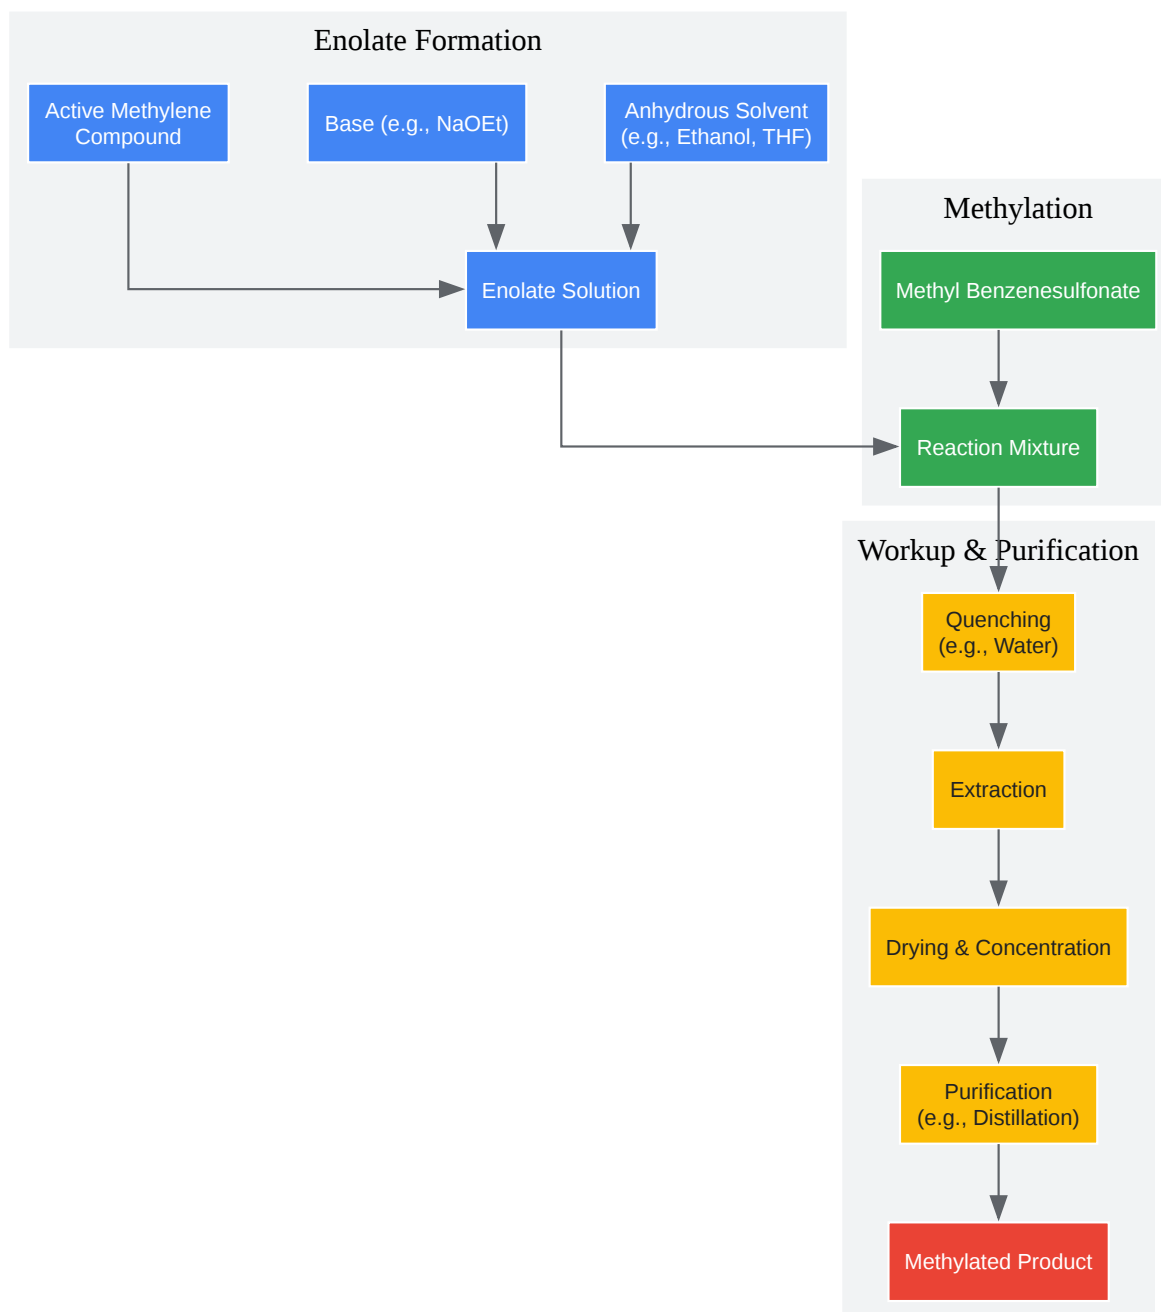 Enolate Formation
Active Methylene
Compound
Base (e.g., NaOEt)
Anhydrous Solvent
(e.g., Ethanol, THF)
Enolate Solution
Methylation
Methyl Benzenesulfonate
Reaction Mixture
Workup & Purification
Quenching
(e.g., Water)
Extraction
Drying & Concentration
Purification
(e.g., Distillation)
Methylated Product